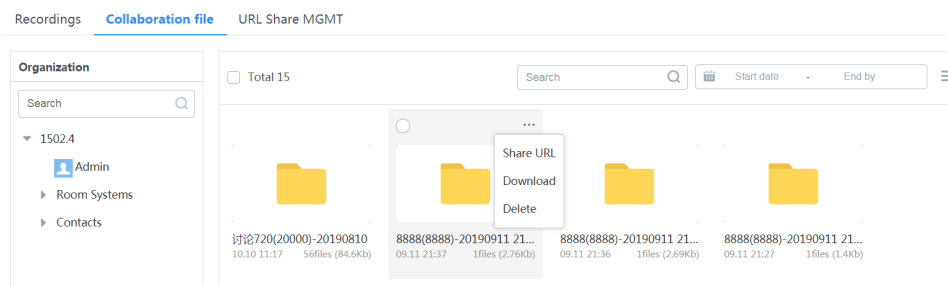 Recordings Collaboration file URL Share MGMT
Organization
Search
1502.4
Admin
Room Systems
Contacts
Total 15 Search Start date - End by
...
Share URL
Download
Delete
讨论720(20000)-20190810
10.10 11:17 56files (84.6Kb)
8888(8888)-20190911 21...
09.11 21:37 1files (2.76Kb)
8888(8888)-20190911 21...
09.11 21:36 1files (2.69Kb)
8888(8888)-20190911 21...
09.11 21:27 1files (1.4Kb)